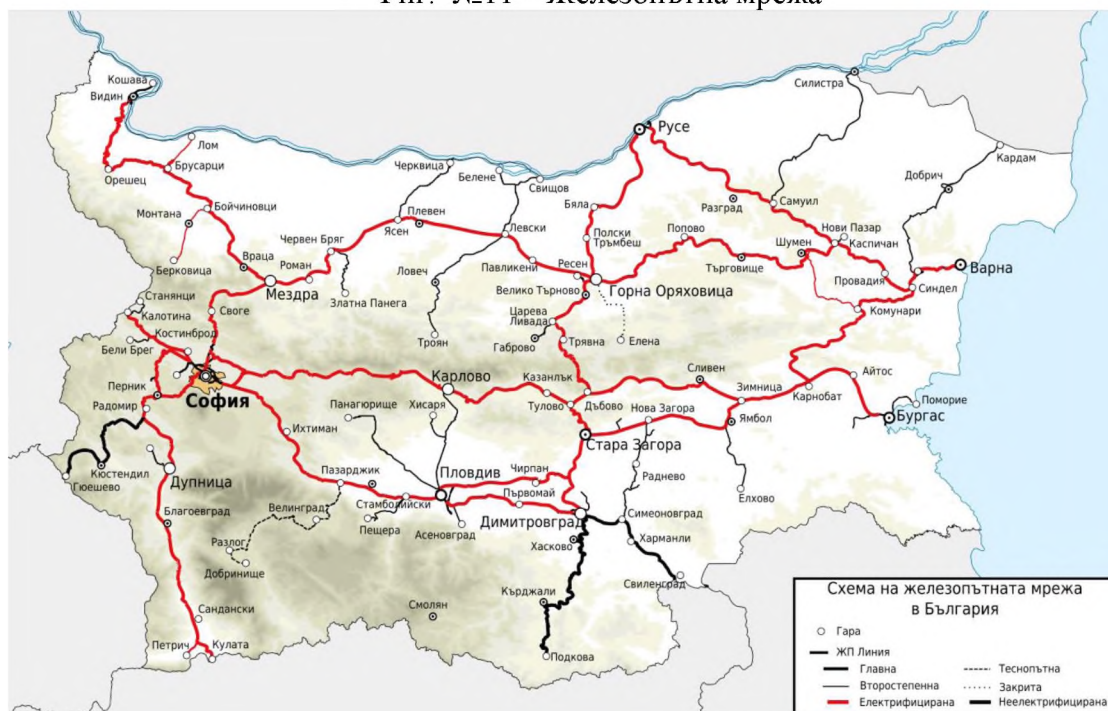 Фиг. №11 – Железопътна мрежа
Кошава
Видин
Лом
Брусарци
Орешец
Монтана
Бойчиновци
Берковица
Враца
Мездра
Роман
Червен Бряг
Златна Панега
Черквица
Плевен
Ясен
Белене
Свищов
Левски
Ловеч
Троян
Павликени
Русе
Бяла
Полски
Тръмбеш
Ресен
Велико Търново
Горна Оряховица
Царева
Ливада
Габрово
Трявна
Елена
Попово
Търговище
Разград
Самуил
Силистра
Кардам
Добрич
Шумен
Нови Пазар
Каспичан
Провадия
Варна
Синдел
Комунари
Станянци
Калотина
Костинброд
Бели Брег
Своге
Перник
Радомир
София
Кюстендил
Гюешево
Дупница
Благоевград
Сандански
Петрич
Кулата
Ихтиман
Панагюрище
Пазарджик
Велинград
Разлог
Добринище
Стамболийски
Пещера
Пловдив
Асеновград
Хисаря
Карлово
Казанлък
Тулово
Дъбово
Сливен
Зимница
Карнобат
Айтос
Бургас
Поморие
Ямбол
Елхово
Нова Загора
Стара Загора
Раднево
Чирпан
Първомай
Димитровград
Симеоновград
Харманли
Свиленград
Хасково
Кърджали
Подкова
Смолян
Схема на железопътната мрежа
в България
Гара
ЖП Линия
Главна
Теснопътна
Второстепенна
Закрита
Електрифицирана
Неелектрифицирана